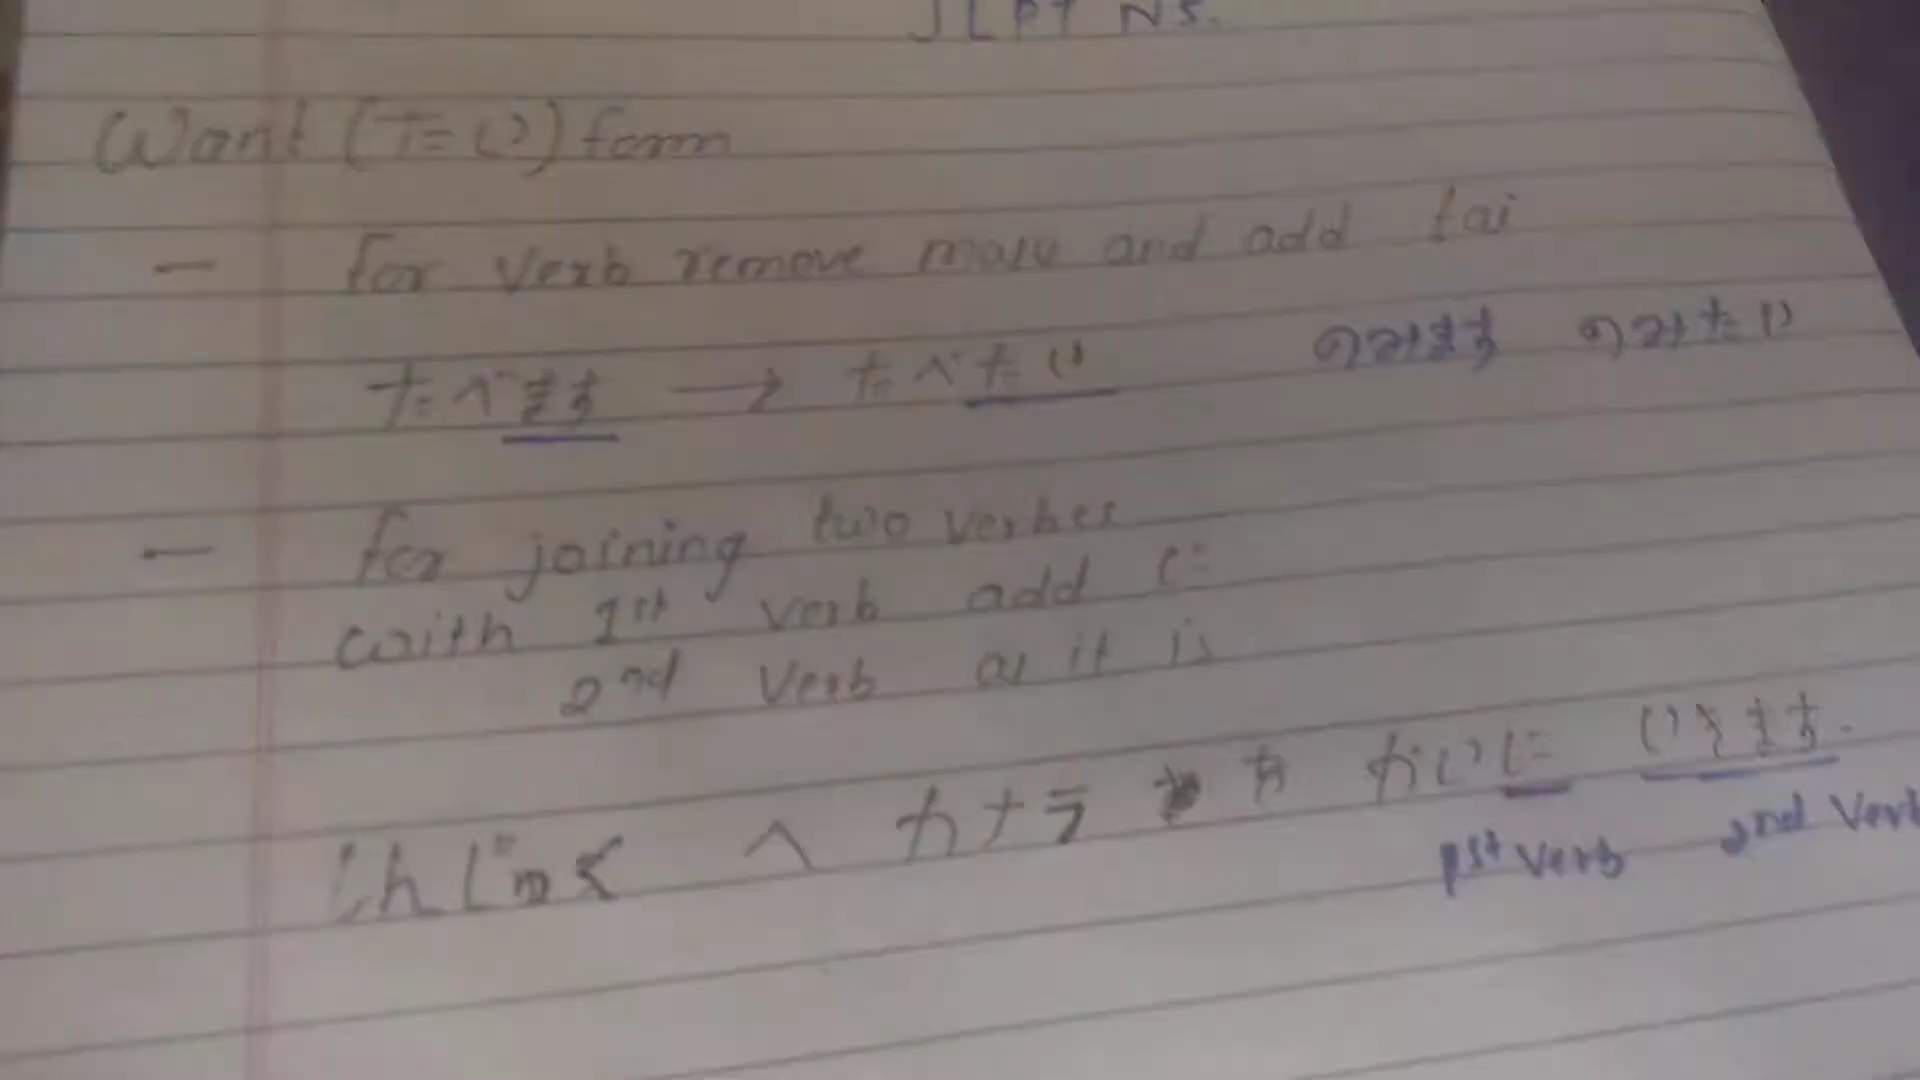 JLPT N5.
Want (たい) form
— for verb remove masu and add tai
たべます → たべたい のみます のみたい
— for joining two verbes
with 1st verb add に
2nd verb as it is
しんじゅく へ カナラ を かいに いきます.
1st verb 2nd verb